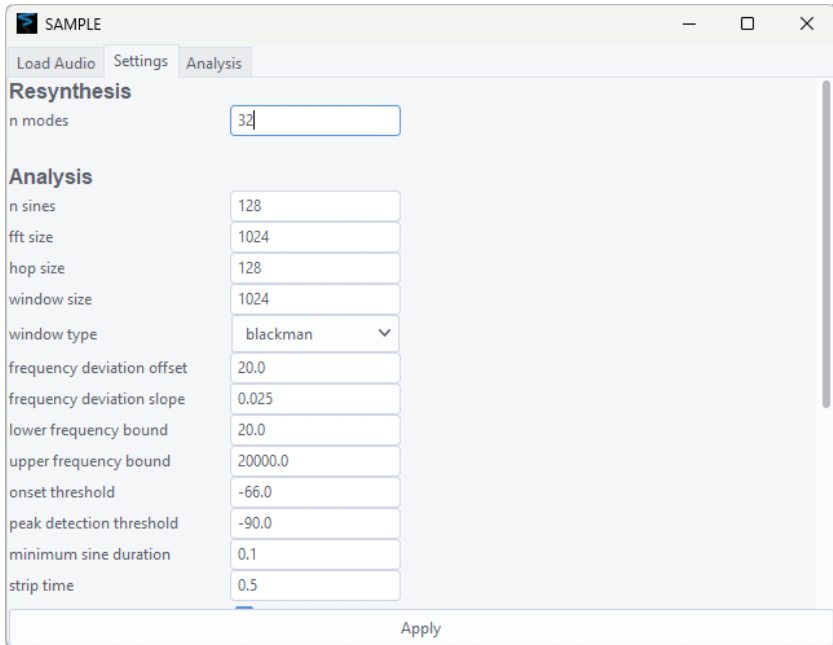 SAMPLE
Load Audio Settings Analysis
Resynthesis
n modes 32
Analysis
n sines 128
fft size 1024
hop size 128
window size 1024
window type blackman
frequency deviation offset 20.0
frequency deviation slope 0.025
lower frequency bound 20.0
upper frequency bound 20000.0
onset threshold -66.0
peak detection threshold -90.0
minimum sine duration 0.1
strip time 0.5
Apply